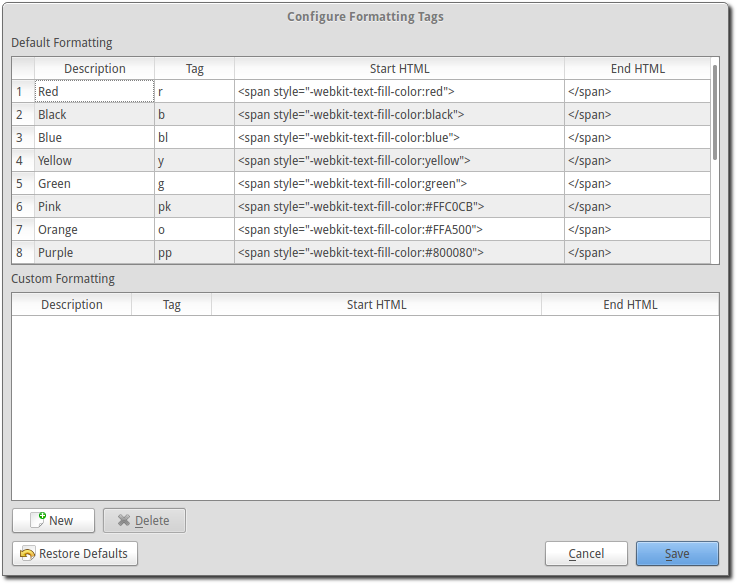 Configure Formatting Tags
Default Formatting
Description Tag Start HTML End HTML
1 Red r <span style="-webkit-text-fill-color:red"> </span>
2 Black b <span style="-webkit-text-fill-color:black"> </span>
3 Blue bl <span style="-webkit-text-fill-color:blue"> </span>
4 Yellow y <span style="-webkit-text-fill-color:yellow"> </span>
5 Green g <span style="-webkit-text-fill-color:green"> </span>
6 Pink pk <span style="-webkit-text-fill-color:#FFC0CB"> </span>
7 Orange o <span style="-webkit-text-fill-color:#FFA500"> </span>
8 Purple pp <span style="-webkit-text-fill-color:#800080"> </span>
Custom Formatting
Description Tag Start HTML End HTML
New Delete
Restore Defaults Cancel Save